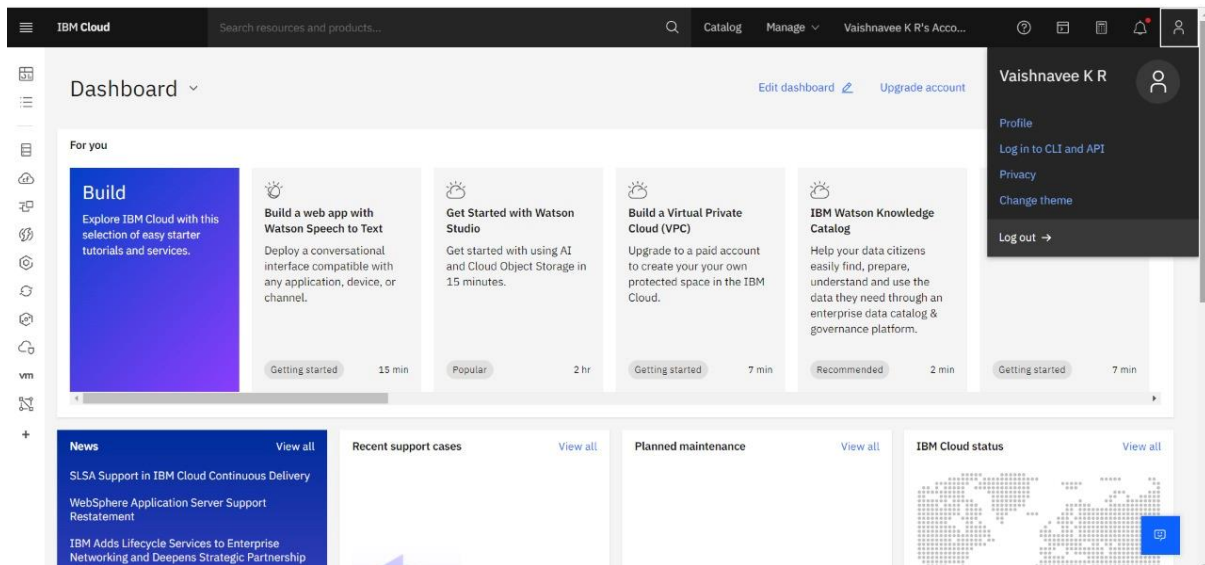 IBM Cloud
Search resources and products...
Catalog
Manage
Vaishnavee K R's Acco...
Dashboard
Edit dashboard
Upgrade account
Vaishnavee K R
Profile
Log in to CLI and API
Privacy
Change theme
Log out →
For you
Build
Explore IBM Cloud with this
selection of easy starter
tutorials and services.
Build a web app with
Watson Speech to Text
Deploy a conversational
interface compatible with
any application, device, or
channel.
Getting started
15 min
Get Started with Watson
Studio
Get started with using AI
and Cloud Object Storage in
15 minutes.
Popular
2 hr
Build a Virtual Private
Cloud (VPC)
Upgrade to a paid account
to create your your own
protected space in the IBM
Cloud.
Getting started
7 min
IBM Watson Knowledge
Catalog
Help your data citizens
easily find, prepare,
understand and use the
data they need through an
enterprise data catalog &
governance platform.
Recommended
2 min
Getting started
7 min
vm
News
View all
SLSA Support in IBM Cloud Continuous Delivery
WebSphere Application Server Support
Restatement
IBM Adds Lifecycle Services to Enterprise
Networking and Deepens Strategic Partnership
Recent support cases
View all
Planned maintenance
View all
IBM Cloud status
View all